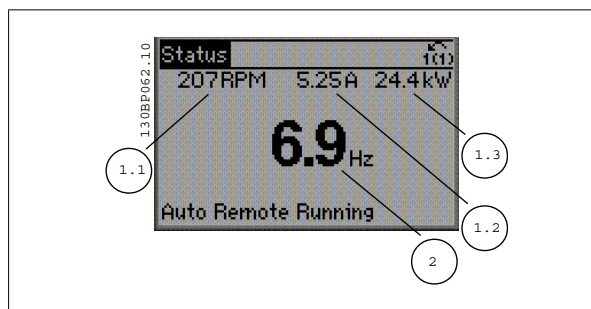 130BP062.10
Status
1(1)
207RPM 5.25A 24.4kW
6.9Hz
Auto Remote Running
1.1
1.3
1.2
2